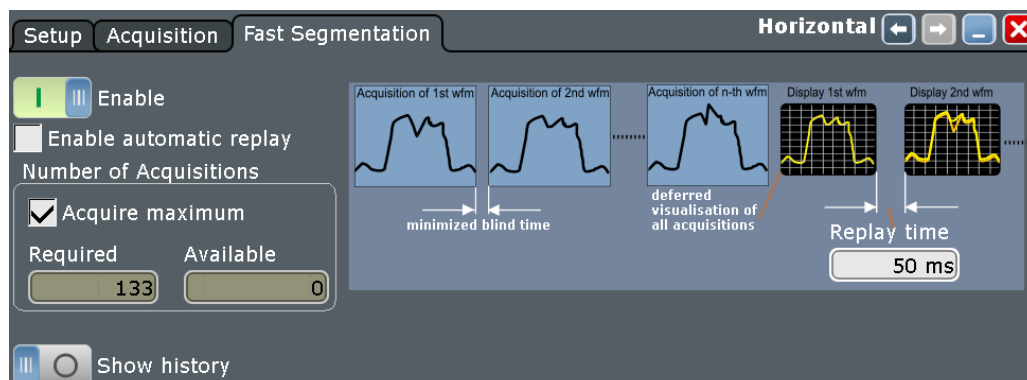 Setup Acquisition Fast Segmentation Horizontal
Enable
Enable automatic replay
Number of Acquisitions
Acquire maximum
Required Available
133 0
Show history
Acquisition of 1st wfm Acquisition of 2nd wfm Acquisition of n-th wfm Display 1st wfm Display 2nd wfm
minimized blind time
deferred
visualisation of
all acquisitions
Replay time
50 ms